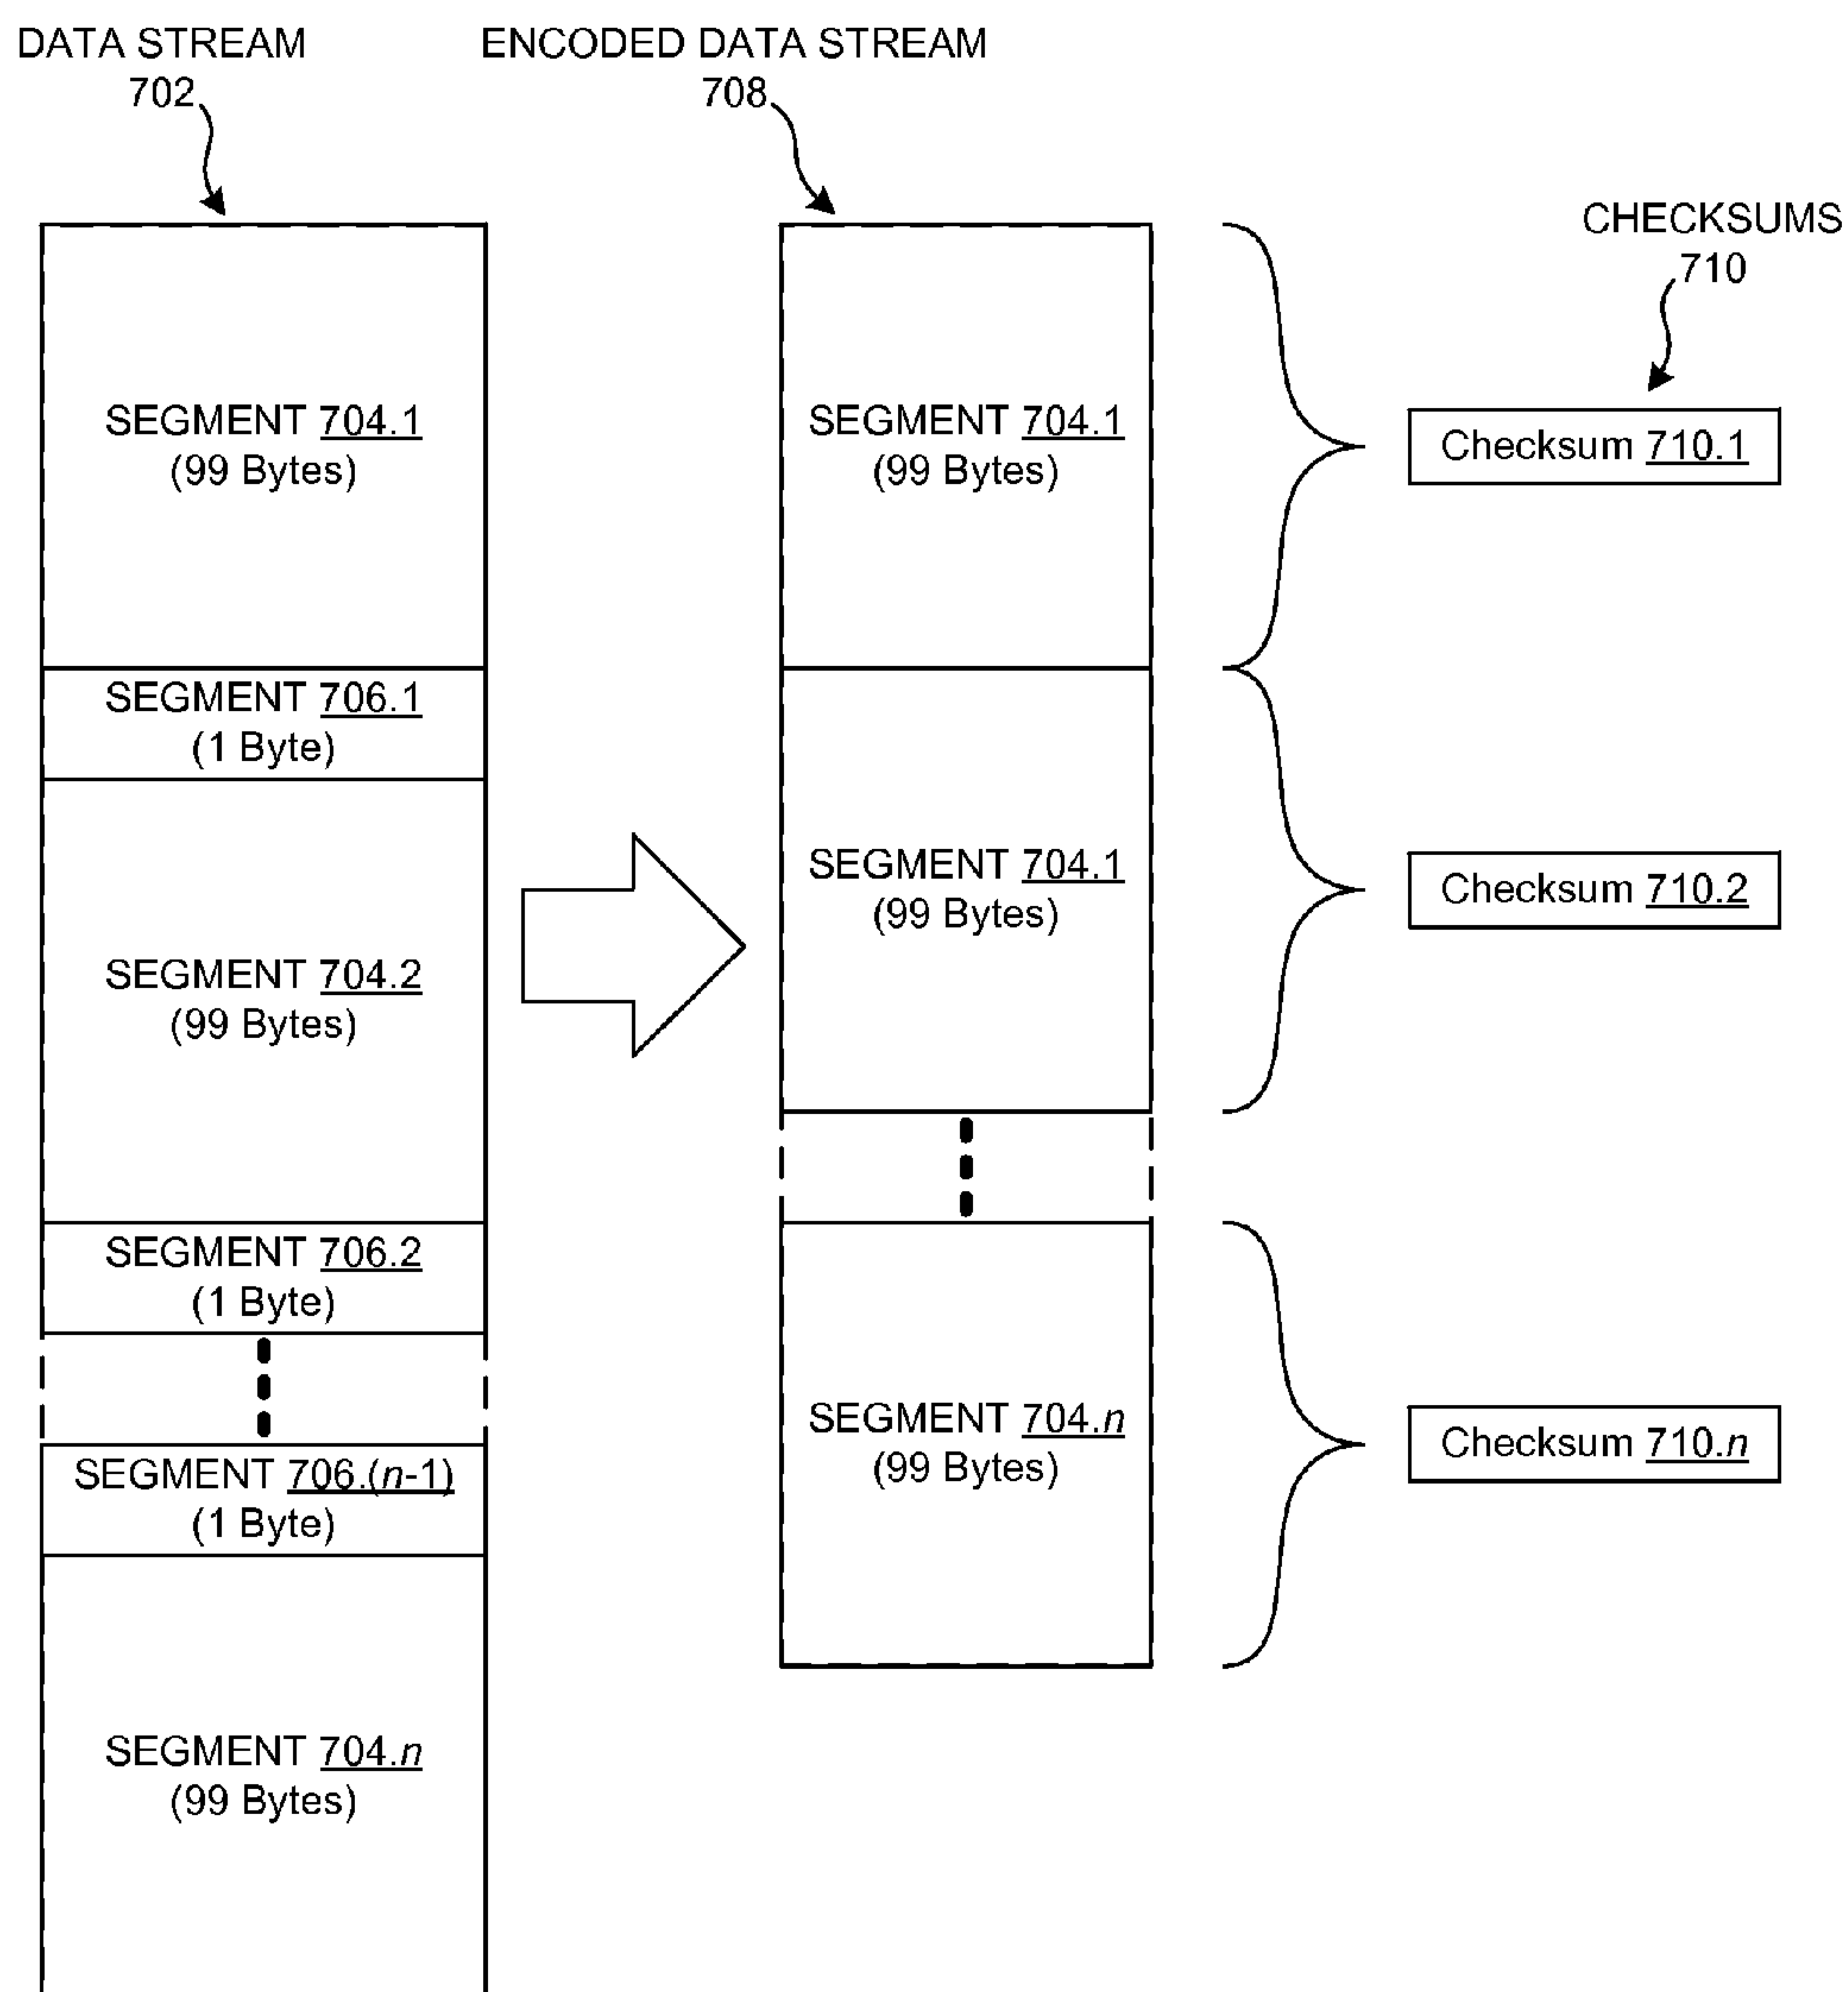 DATA STREAM
702
ENCODED DATA STREAM
708
CHECKSUMS
710
SEGMENT 704.1
(99 Bytes)
SEGMENT 706.1
(1 Byte)
SEGMENT 704.2
(99 Bytes)
SEGMENT 706.2
(1 Byte)
SEGMENT 706.(n-1)
(1 Byte)
SEGMENT 704.n
(99 Bytes)
SEGMENT 704.1
(99 Bytes)
SEGMENT 704.1
(99 Bytes)
SEGMENT 704.n
(99 Bytes)
Checksum 710.1
Checksum 710.2
Checksum 710.n